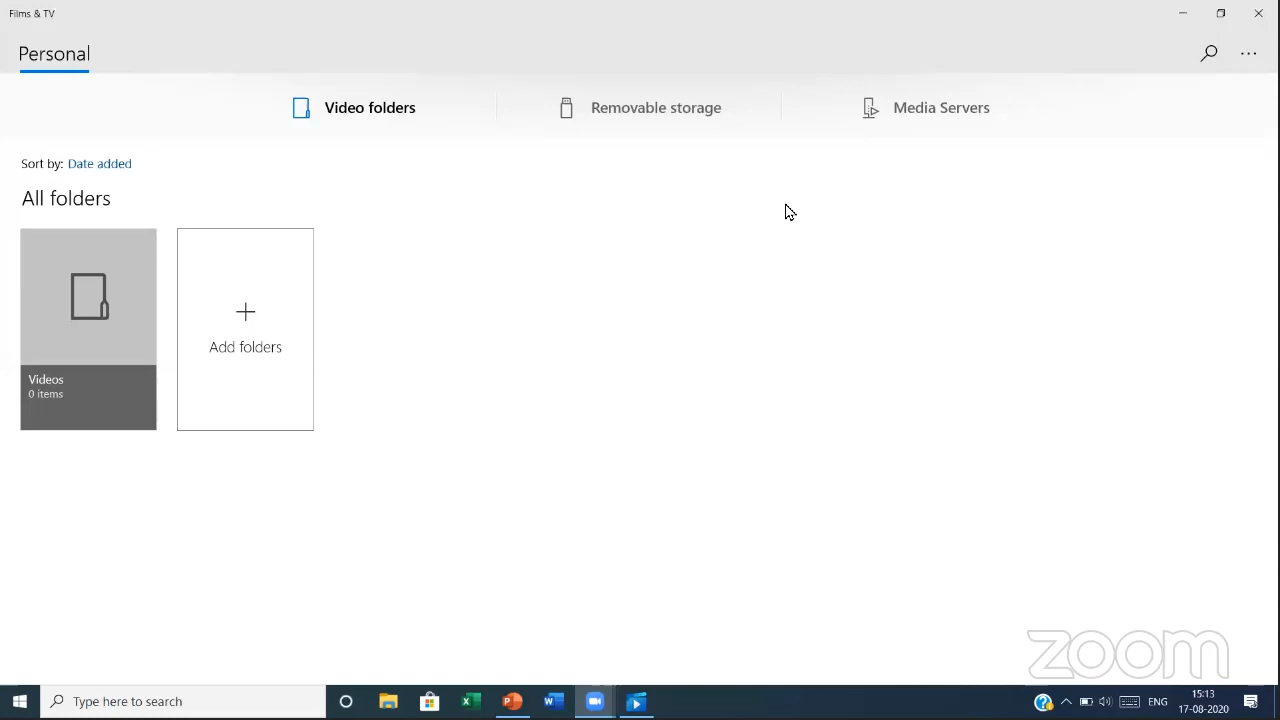 Films & TV
Personal
Video folders
Removable storage
Media Servers
Sort by: Date added
All folders
Videos
0 items
Add folders
zoom
Type here to search
ENG
15:13
17-08-2020